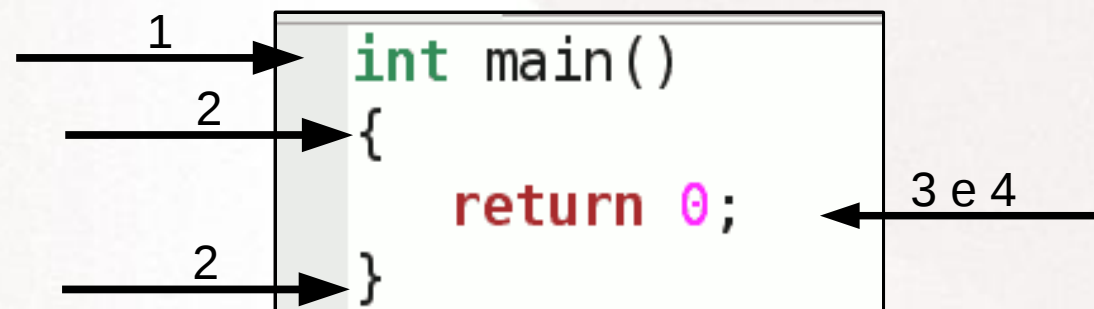 1
int main()
2
{
return 0;
3 e 4
2
}